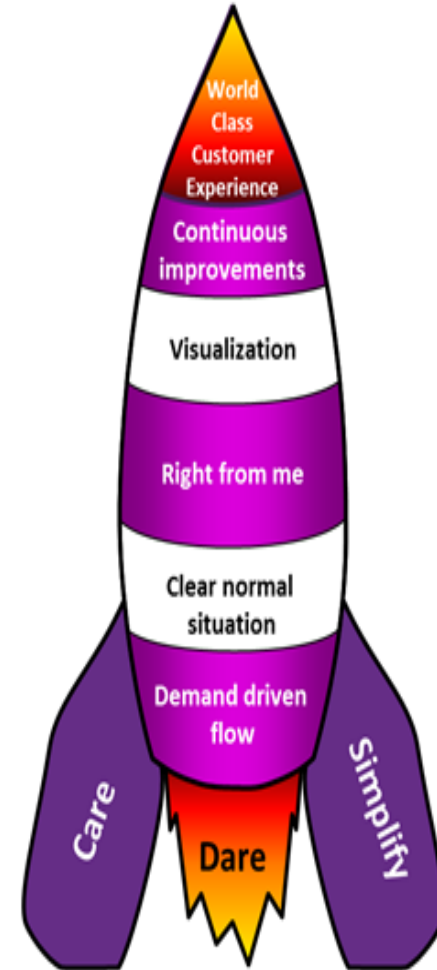 World
Class
Customer
Experience
Continuous
improvements
Visualization
Right from me
Clear normal
situation
Demand driven
flow
Care
Dare
Simplify